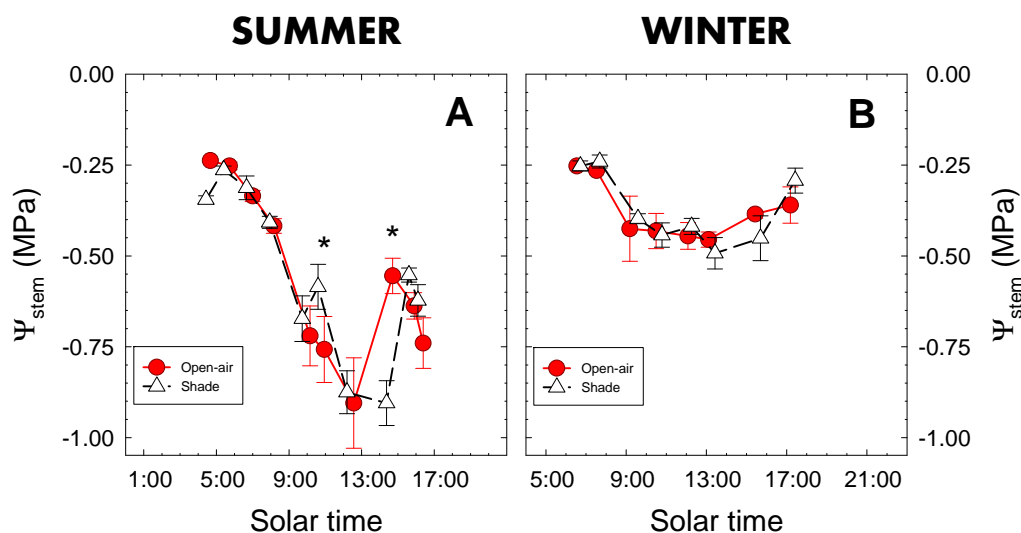 SUMMER WINTER
0.00
-0.25
-0.50
-0.75
-1.00
Ψstem (MPa)
A
*
*
Open-air
Shade
1:00 5:00 9:00 13:00 17:00
Solar time
B
Open-air
Shade
5:00 9:00 13:00 17:00 21:00
Solar time
0.00
-0.25
-0.50
-0.75
-1.00
Ψstem (MPa)